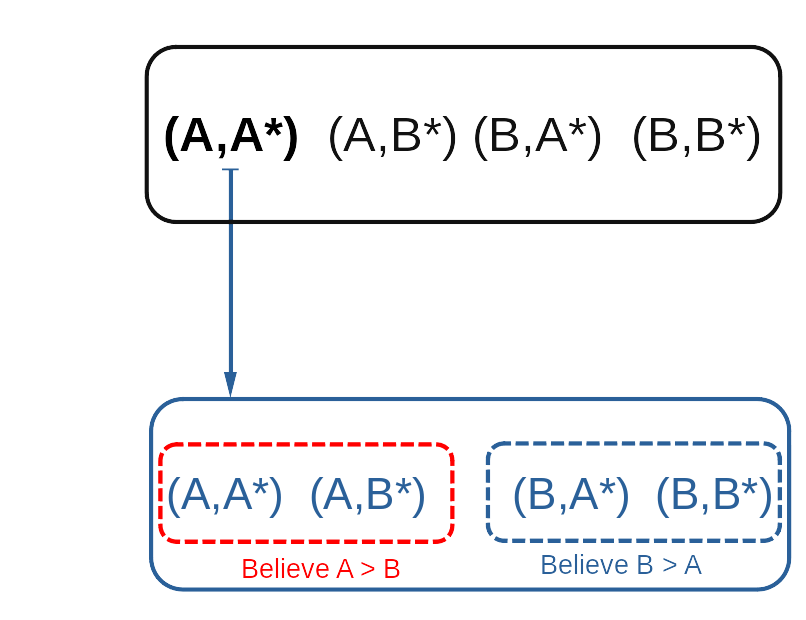 (A,A*) (A,B*) (B,A*) (B,B*)
(A,A*) (A,B*) (B,A*) (B,B*)
Believe A > B Believe B > A